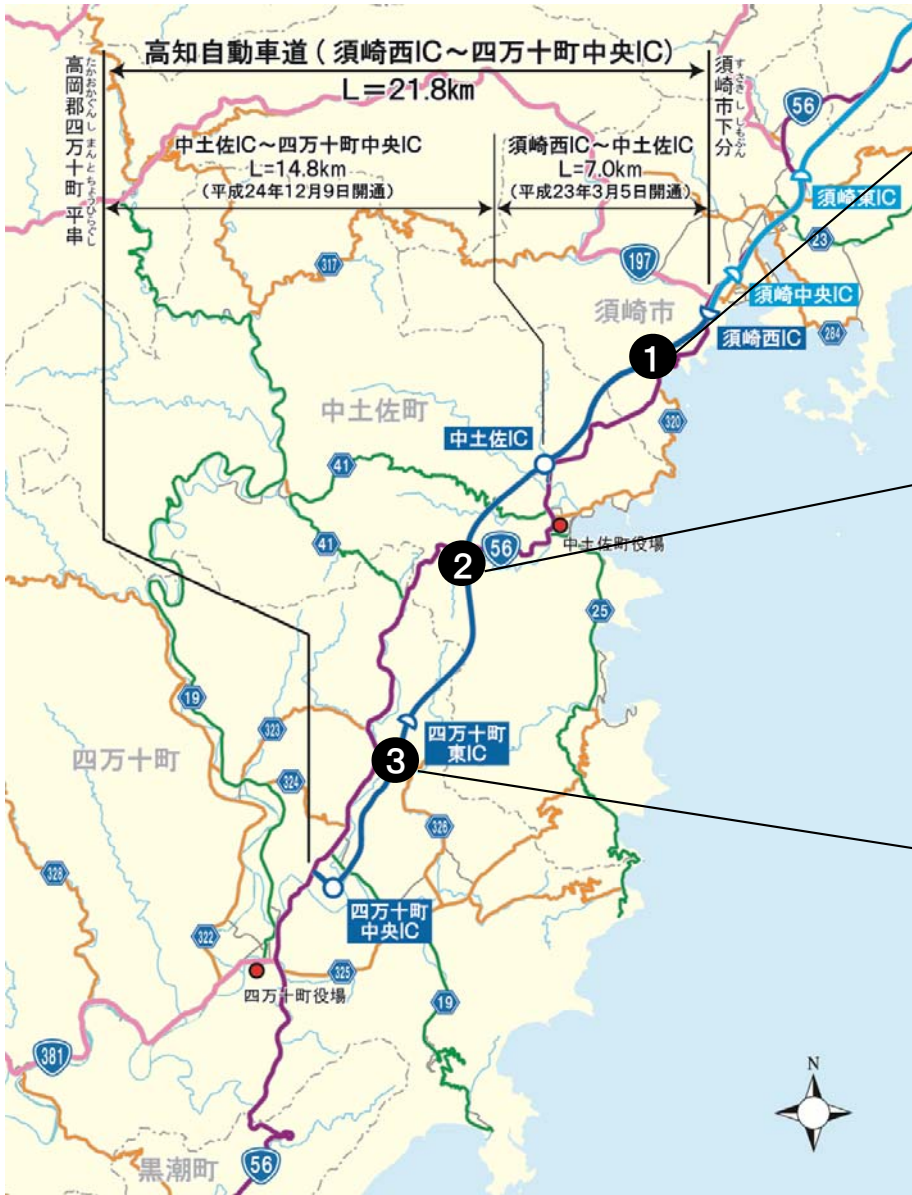 高知自動車道(須崎西IC～四万十町中央IC)
L=21.8km
高岡郡四万十町 平串
たかおかぐんしまんとちょうひらぐし
須崎市下分
すさきししもぶん
中土佐IC～四万十町中央IC
L=14.8km
(平成24年12月9日開通)
須崎西IC～中土佐IC
L=7.0km
(平成23年3月5日開通)
56
須崎東IC
23
317
197
須崎市
須崎中央IC
須崎西IC
284
1
中土佐町
320
中土佐IC
41
41
56
中土佐町役場
2
25
19
323
四万十町
東IC
四万十町
3
324
326
328
四万十町
中央IC
322
325
四万十町役場
19
381
N
黒潮町
56